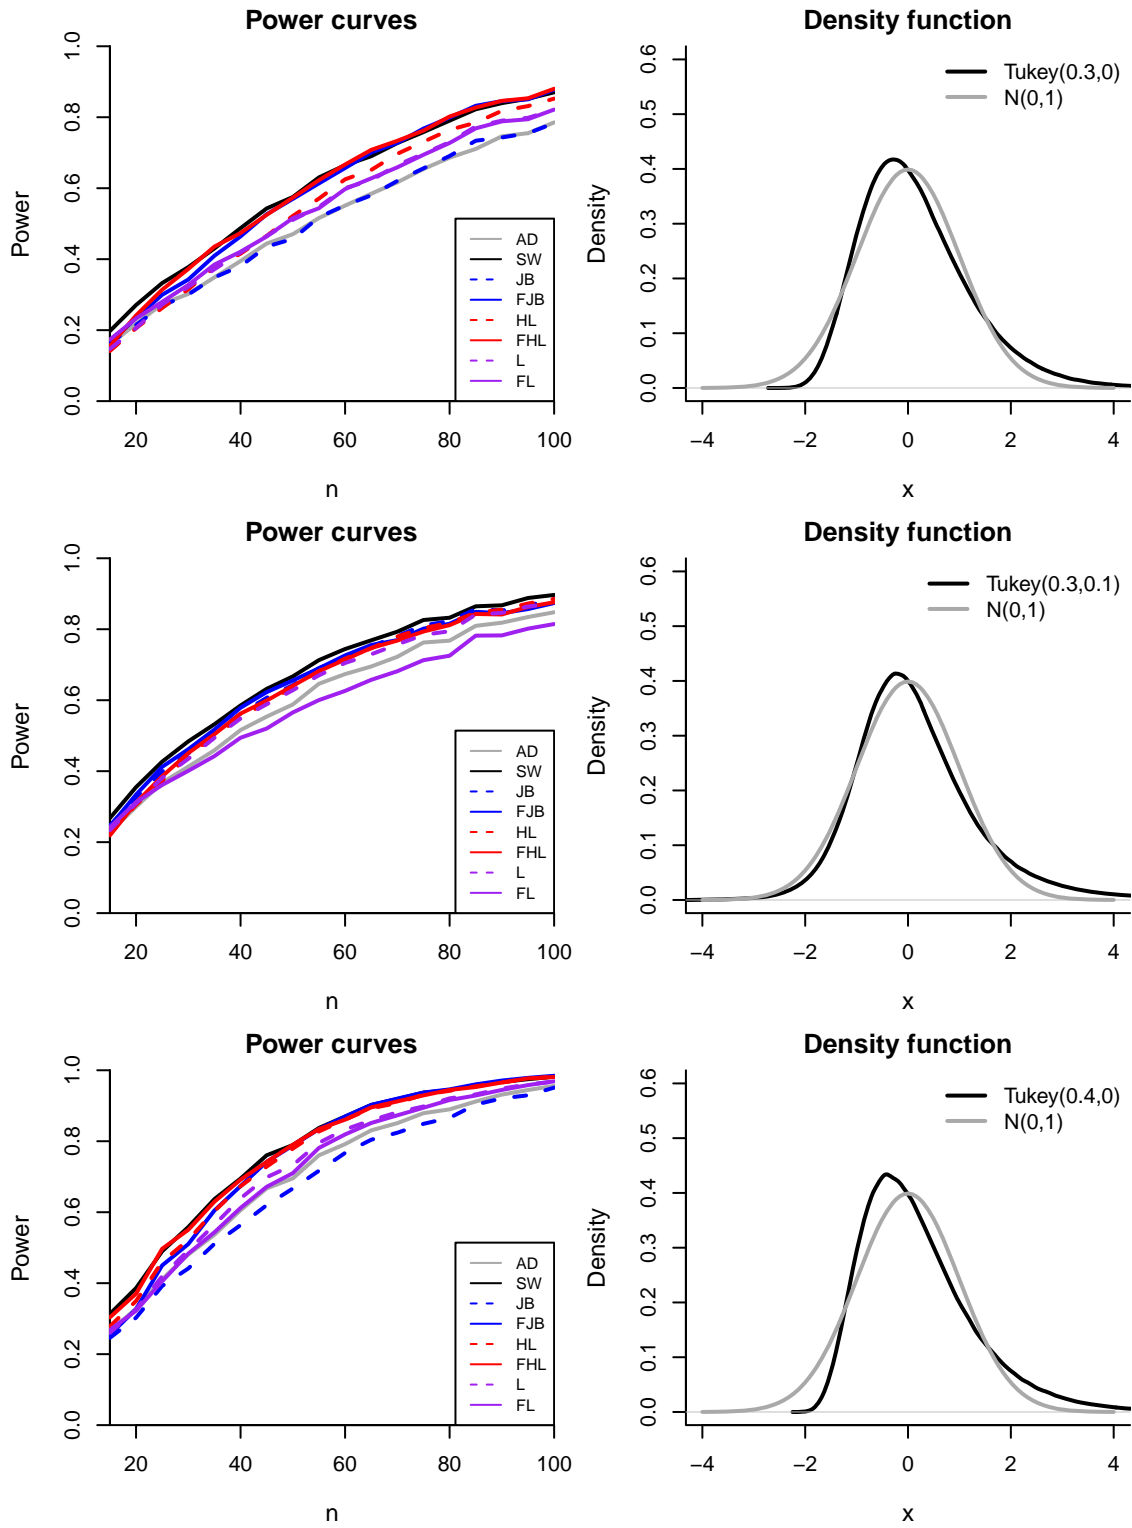 Power curves
Power
0.0 0.2 0.4 0.6 0.8 1.0
AD
SW
JB
FJB
HL
FHL
L
FL
20 40 60 80 100
n
Density function
Density
0.0 0.1 0.2 0.3 0.4 0.5 0.6
Tukey(0.3,0)
N(0,1)
−4 −2 0 2 4
x
Power curves
Power
0.0 0.2 0.4 0.6 0.8 1.0
AD
SW
JB
FJB
HL
FHL
L
FL
20 40 60 80 100
n
Density function
Density
0.0 0.1 0.2 0.3 0.4 0.5 0.6
Tukey(0.3,0.1)
N(0,1)
−4 −2 0 2 4
x
Power curves
Power
0.0 0.2 0.4 0.6 0.8 1.0
AD
SW
JB
FJB
HL
FHL
L
FL
20 40 60 80 100
n
Density function
Density
0.0 0.1 0.2 0.3 0.4 0.5 0.6
Tukey(0.4,0)
N(0,1)
−4 −2 0 2 4
x